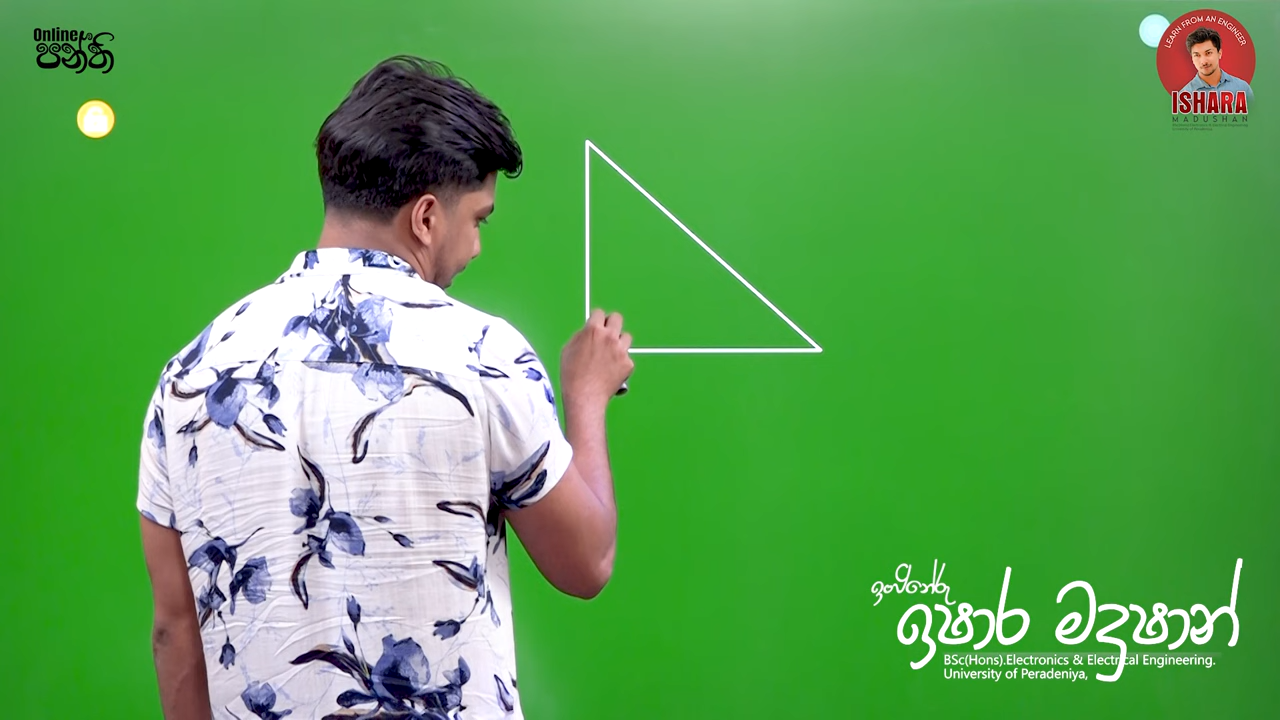 Online
පන්ති
LEARN FROM AN ENGINEER
ISHARA
MADUSHAN
ඉංජිනේරු
ඉෂාර මදුෂාන්
BSc(Hons).Electronics & Electrical Engineering.
University of Peradeniya,